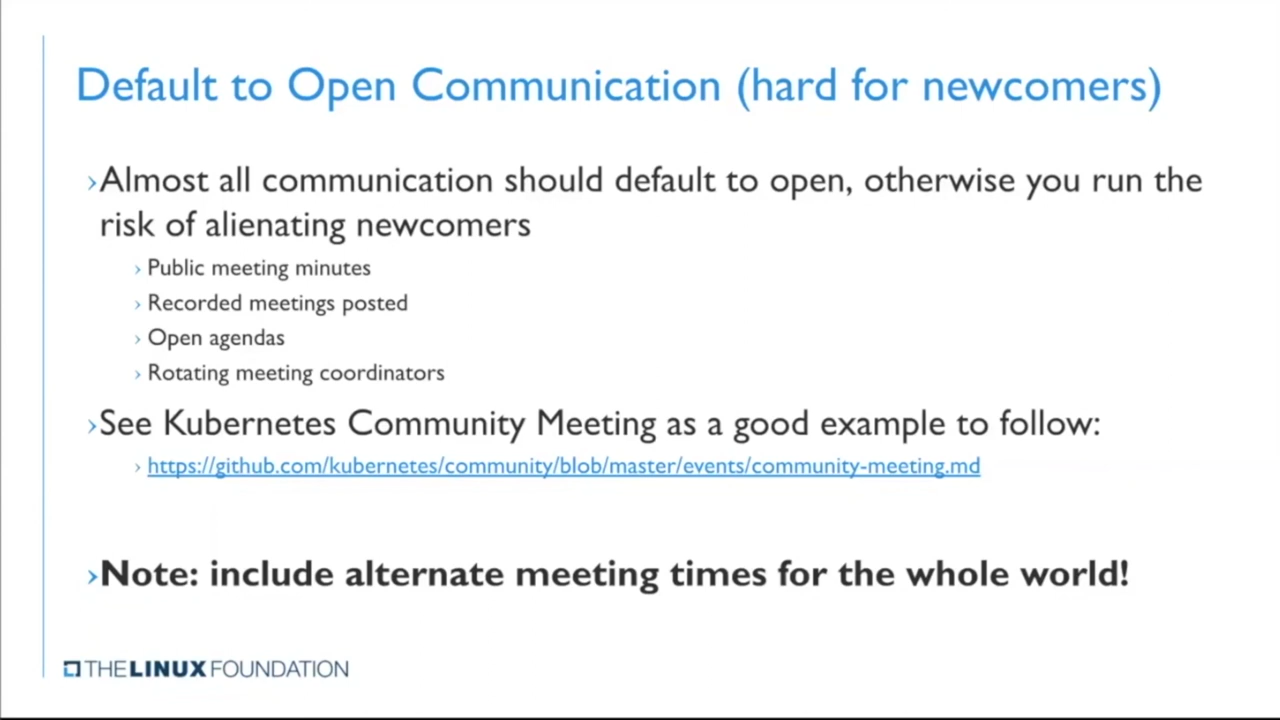 Default to Open Communication (hard for newcomers)
›Almost all communication should default to open, otherwise you run the
risk of alienating newcomers
› Public meeting minutes
› Recorded meetings posted
› Open agendas
› Rotating meeting coordinators
›See Kubernetes Community Meeting as a good example to follow:
› https://github.com/kubernetes/community/blob/master/events/community-meeting.md
›Note: include alternate meeting times for the whole world!
THE LINUX FOUNDATION